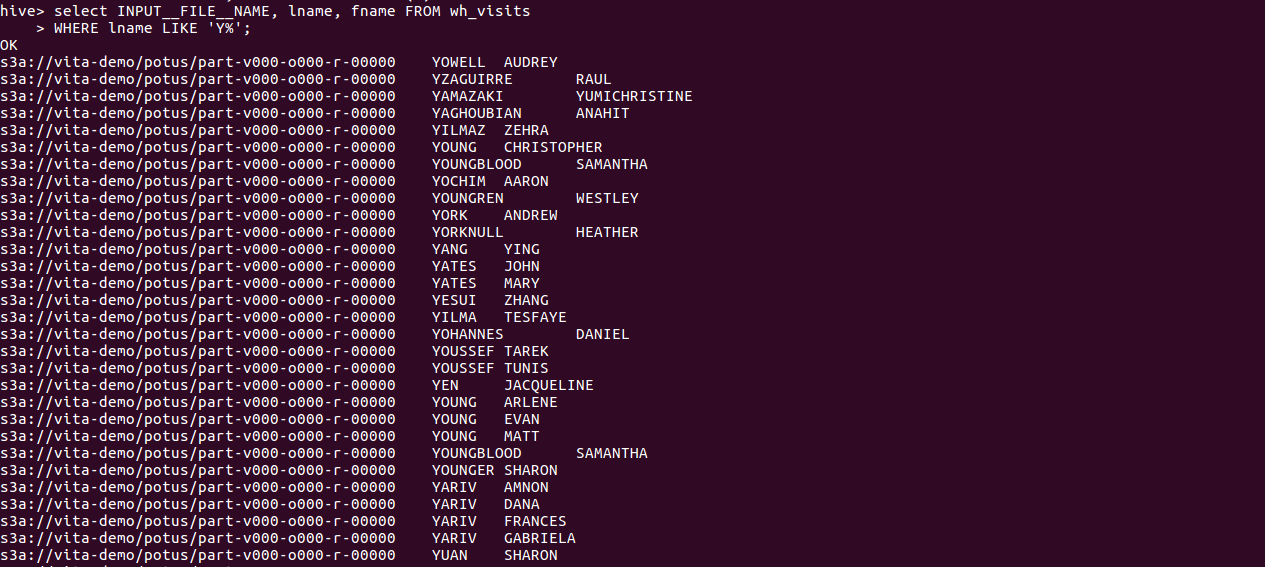 hive> select INPUT__FILE__NAME, lname, fname FROM wh_visits
    > WHERE lname LIKE 'Y%';
OK
s3a://vita-demo/potus/part-v000-o000-r-00000    YOWELL  AUDREY
s3a://vita-demo/potus/part-v000-o000-r-00000    YZAGUIRRE       RAUL
s3a://vita-demo/potus/part-v000-o000-r-00000    YAMAZAKI        YUMICHRISTINE
s3a://vita-demo/potus/part-v000-o000-r-00000    YAGHOUBIAN      ANAHIT
s3a://vita-demo/potus/part-v000-o000-r-00000    YILMAZ  ZEHRA
s3a://vita-demo/potus/part-v000-o000-r-00000    YOUNG   CHRISTOPHER
s3a://vita-demo/potus/part-v000-o000-r-00000    YOUNGBLOOD      SAMANTHA
s3a://vita-demo/potus/part-v000-o000-r-00000    YOCHIM  AARON
s3a://vita-demo/potus/part-v000-o000-r-00000    YOUNGREN        WESTLEY
s3a://vita-demo/potus/part-v000-o000-r-00000    YORK    ANDREW
s3a://vita-demo/potus/part-v000-o000-r-00000    YORKNULL        HEATHER
s3a://vita-demo/potus/part-v000-o000-r-00000    YANG    YING
s3a://vita-demo/potus/part-v000-o000-r-00000    YATES   JOHN
s3a://vita-demo/potus/part-v000-o000-r-00000    YATES   MARY
s3a://vita-demo/potus/part-v000-o000-r-00000    YESUI   ZHANG
s3a://vita-demo/potus/part-v000-o000-r-00000    YILMA   TESFAYE
s3a://vita-demo/potus/part-v000-o000-r-00000    YOHANNES        DANIEL
s3a://vita-demo/potus/part-v000-o000-r-00000    YOUSSEF TAREK
s3a://vita-demo/potus/part-v000-o000-r-00000    YOUSSEF TUNIS
s3a://vita-demo/potus/part-v000-o000-r-00000    YEN     JACQUELINE
s3a://vita-demo/potus/part-v000-o000-r-00000    YOUNG   ARLENE
s3a://vita-demo/potus/part-v000-o000-r-00000    YOUNG   EVAN
s3a://vita-demo/potus/part-v000-o000-r-00000    YOUNG   MATT
s3a://vita-demo/potus/part-v000-o000-r-00000    YOUNGBLOOD      SAMANTHA
s3a://vita-demo/potus/part-v000-o000-r-00000    YOUNGER SHARON
s3a://vita-demo/potus/part-v000-o000-r-00000    YARIV   AMNON
s3a://vita-demo/potus/part-v000-o000-r-00000    YARIV   DANA
s3a://vita-demo/potus/part-v000-o000-r-00000    YARIV   FRANCES
s3a://vita-demo/potus/part-v000-o000-r-00000    YARIV   GABRIELA
s3a://vita-demo/potus/part-v000-o000-r-00000    YUAN    SHARON